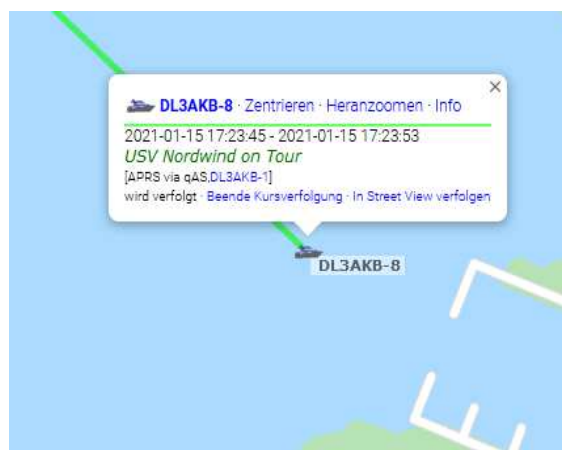 DL3AKB-8 · Zentrieren · Heranzoomen · Info
2021-01-15 17:23:45 - 2021-01-15 17:23:53
USV Nordwind on Tour
[APRS via qAS,DL3AKB-1]
wird verfolgt · Beende Kursverfolgung · In Street View verfolgen
DL3AKB-8